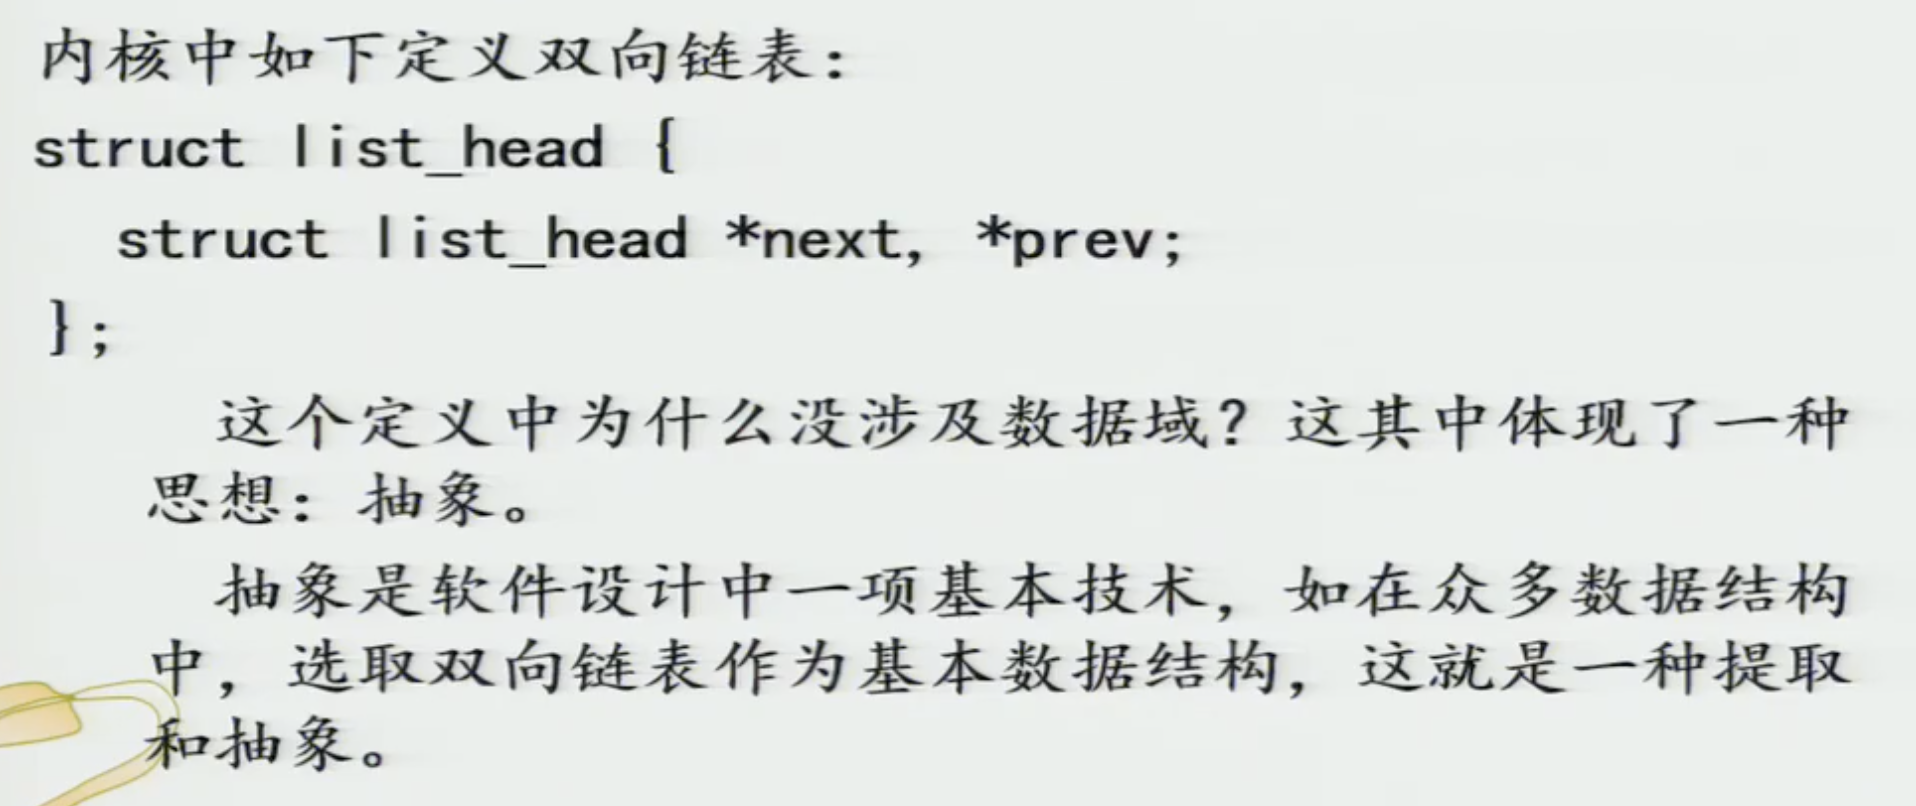 内核中如下定义双向链表：
struct list_head {
struct list_head *next, *prev;
};
这个定义中为什么没涉及数据域？这其中体现了一种
思想：抽象。
抽象是软件设计中一项基本技术，如在众多数据结构
中，选取双向链表作为基本数据结构，这就是一种提取
和抽象。